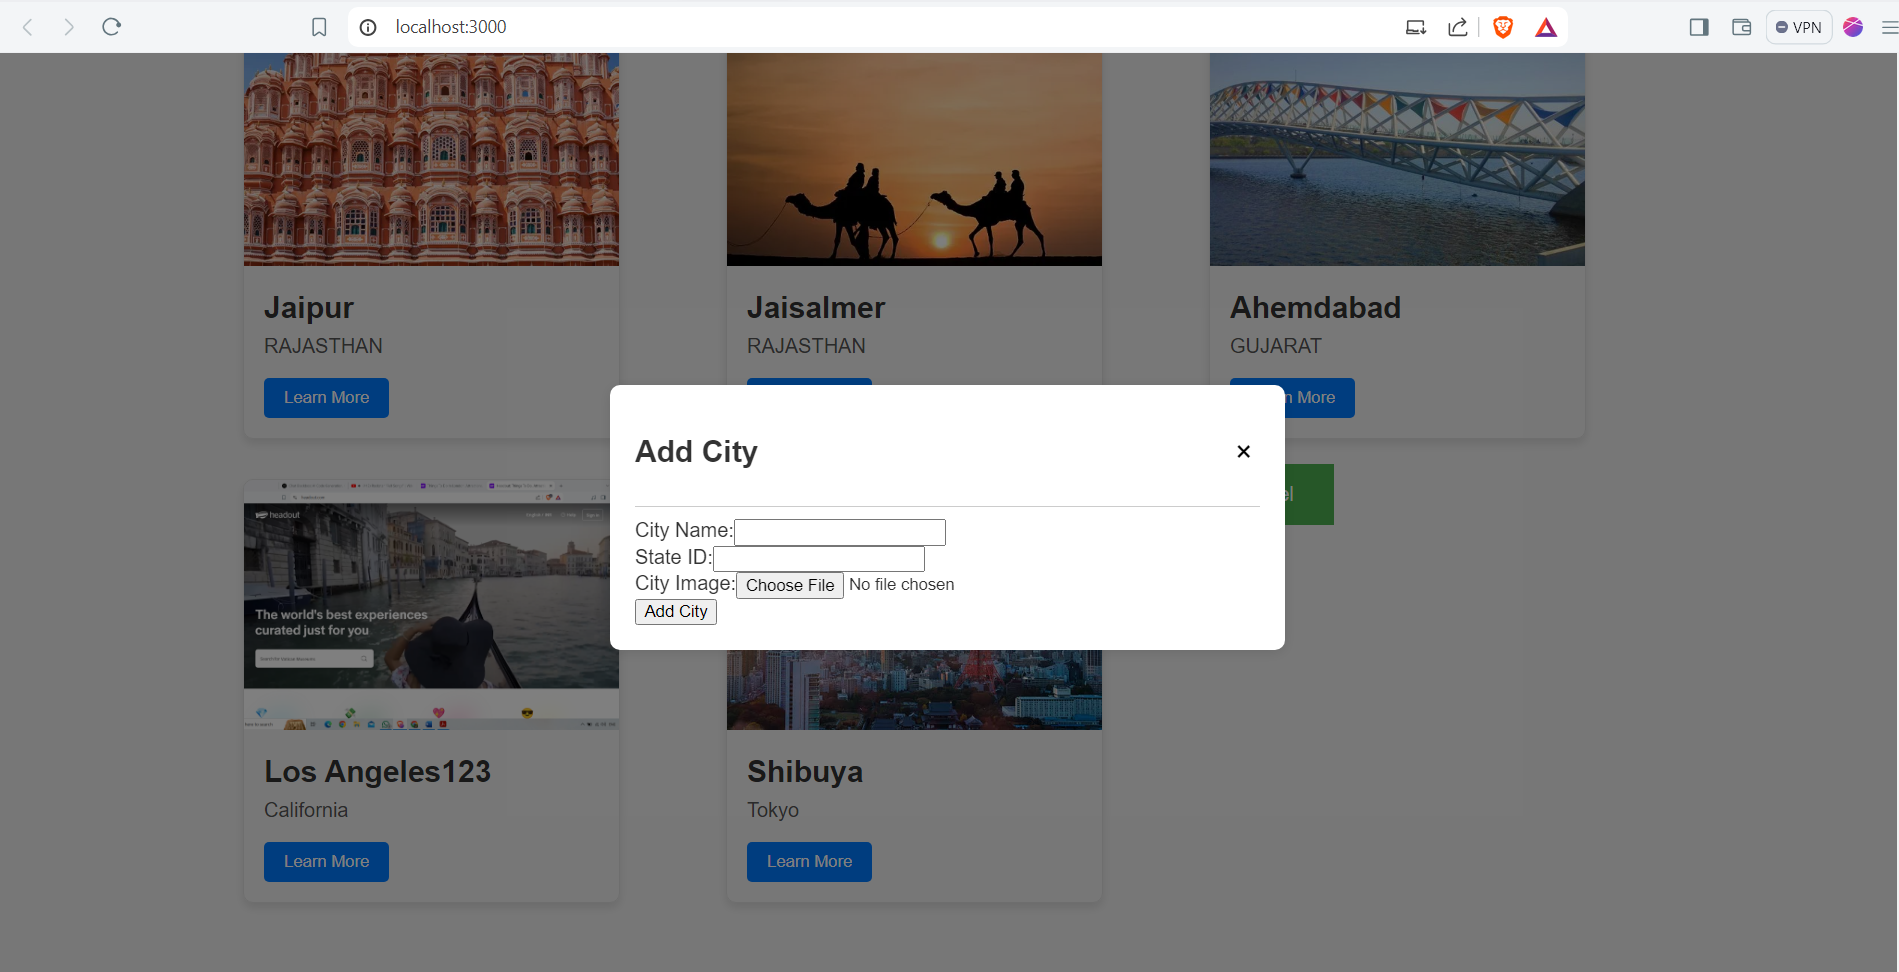 localhost:3000
VPN
Jaipur
RAJASTHAN
Learn More
Jaisalmer
RAJASTHAN
Ahemdabad
GUJARAT
n More
Add City
×
el
City Name:
State ID:
City Image: Choose File No file chosen
Add City
headout
The world's best experiences
curated just for you
Los Angeles123
California
Learn More
Shibuya
Tokyo
Learn More